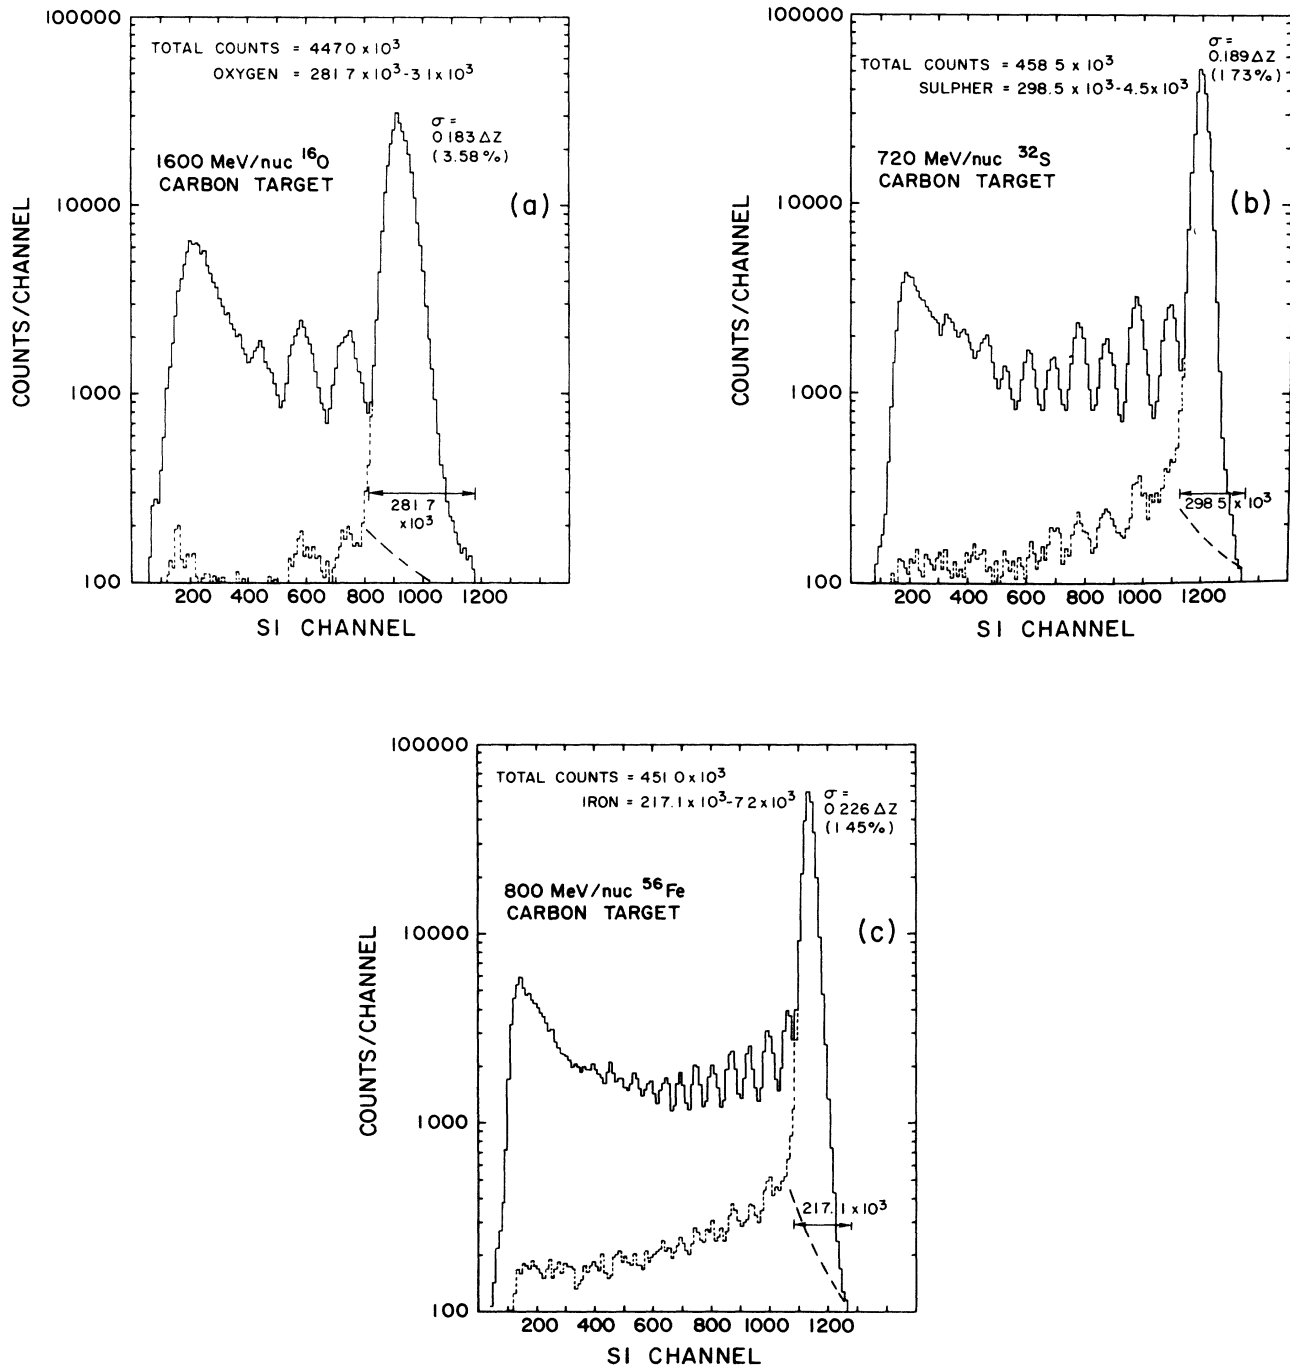 100000
TOTAL COUNTS = 4470 x 10³
OXYGEN = 281 7 x 10³-3 1x 10³
σ =
0 183 ΔZ
(3.58%)
1600 MeV/nuc ¹⁶O
CARBON TARGET
(a)
10000
1000
100
281 7
x 10³
COUNTS/CHANNEL
200 400 600 800 1000 1200
SI CHANNEL
100000
σ =
0.189 ΔZ
(1 73%)
TOTAL COUNTS = 458 5 x 10³
SULPHER = 298.5 x 10³-4.5x 10³
720 MeV/nuc ³²S
CARBON TARGET
(b)
10000
1000
100
298 5 x 10³
COUNTS/CHANNEL
200 400 600 800 1000 1200
SI CHANNEL
100000
TOTAL COUNTS = 451 0 x 10³
IRON = 217. 1 x 10³-72 x 10³
σ =
0 226 ΔZ
(1 45%)
800 MeV/nuc ⁵⁶Fe
CARBON TARGET
(c)
10000
1000
100
217. 1 x 10³
COUNTS/CHANNEL
200 400 600 800 1000 1200
SI CHANNEL